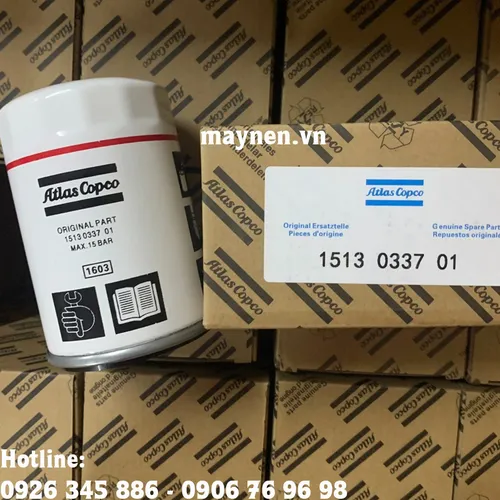 maynen.vn
Atlas Copco
ORIGINAL PART
1513 0337 01
MAX. 15 BAR
1603
Atlas Copco
Original Ersatzteile
Pieces d'origine
Genuine Spare Part
Repuestos originale
1513 0337 01
Atlas Copco
Hotline:
0926 345 886 - 0906 76 96 98